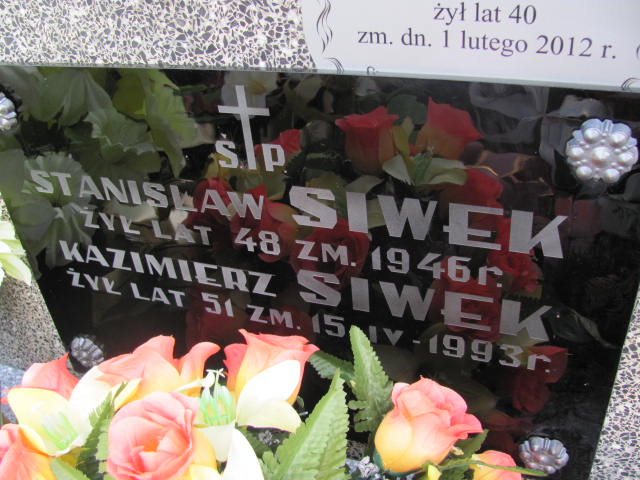 żył lat 40
zm. dn. 1 lutego 2012 r.
Ś P
STANISŁAW SIWEK
ŻYŁ LAT 48 ZM. 1946 r.
KAZIMIERZ SIWEK
ŻYŁ LAT 51 ZM. 15-IV-1993 r.